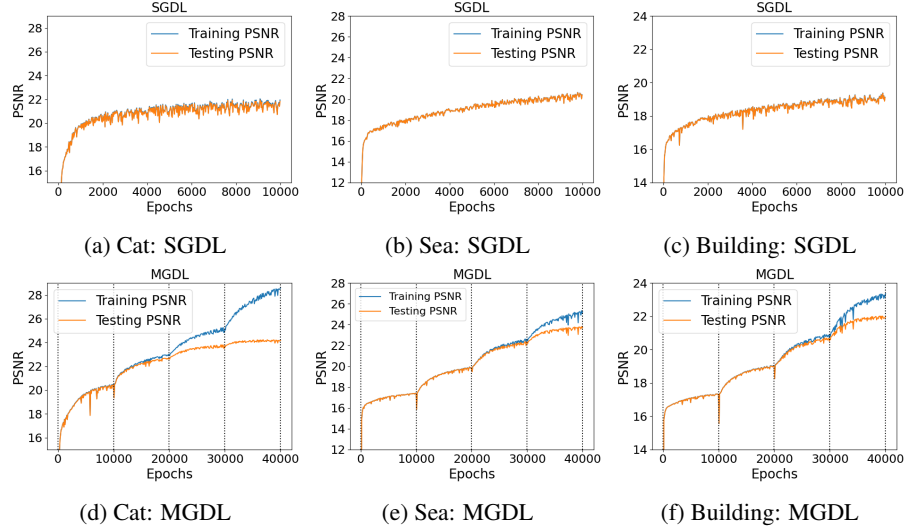 SGDL
SGDL
SGDL
28
26
24
22
20
18
16
PSNR
Training PSNR
Testing PSNR
0
2000
4000
6000
8000
10000
Epochs
28
26
24
22
20
18
16
14
12
PSNR
Training PSNR
Testing PSNR
0
2000
4000
6000
8000
10000
Epochs
24
22
20
18
16
14
PSNR
Training PSNR
Testing PSNR
0
2000
4000
6000
8000
10000
Epochs
(a) Cat: SGDL
(b) Sea: SGDL
(c) Building: SGDL
MGDL
MGDL
MGDL
28
26
24
22
20
18
16
PSNR
Training PSNR
Testing PSNR
0
10000
20000
30000
40000
Epochs
28
26
24
22
20
18
16
14
12
PSNR
Training PSNR
Testing PSNR
0
10000
20000
30000
40000
Epochs
24
22
20
18
16
14
PSNR
Training PSNR
Testing PSNR
0
10000
20000
30000
40000
Epochs
(d) Cat: MGDL
(e) Sea: MGDL
(f) Building: MGDL